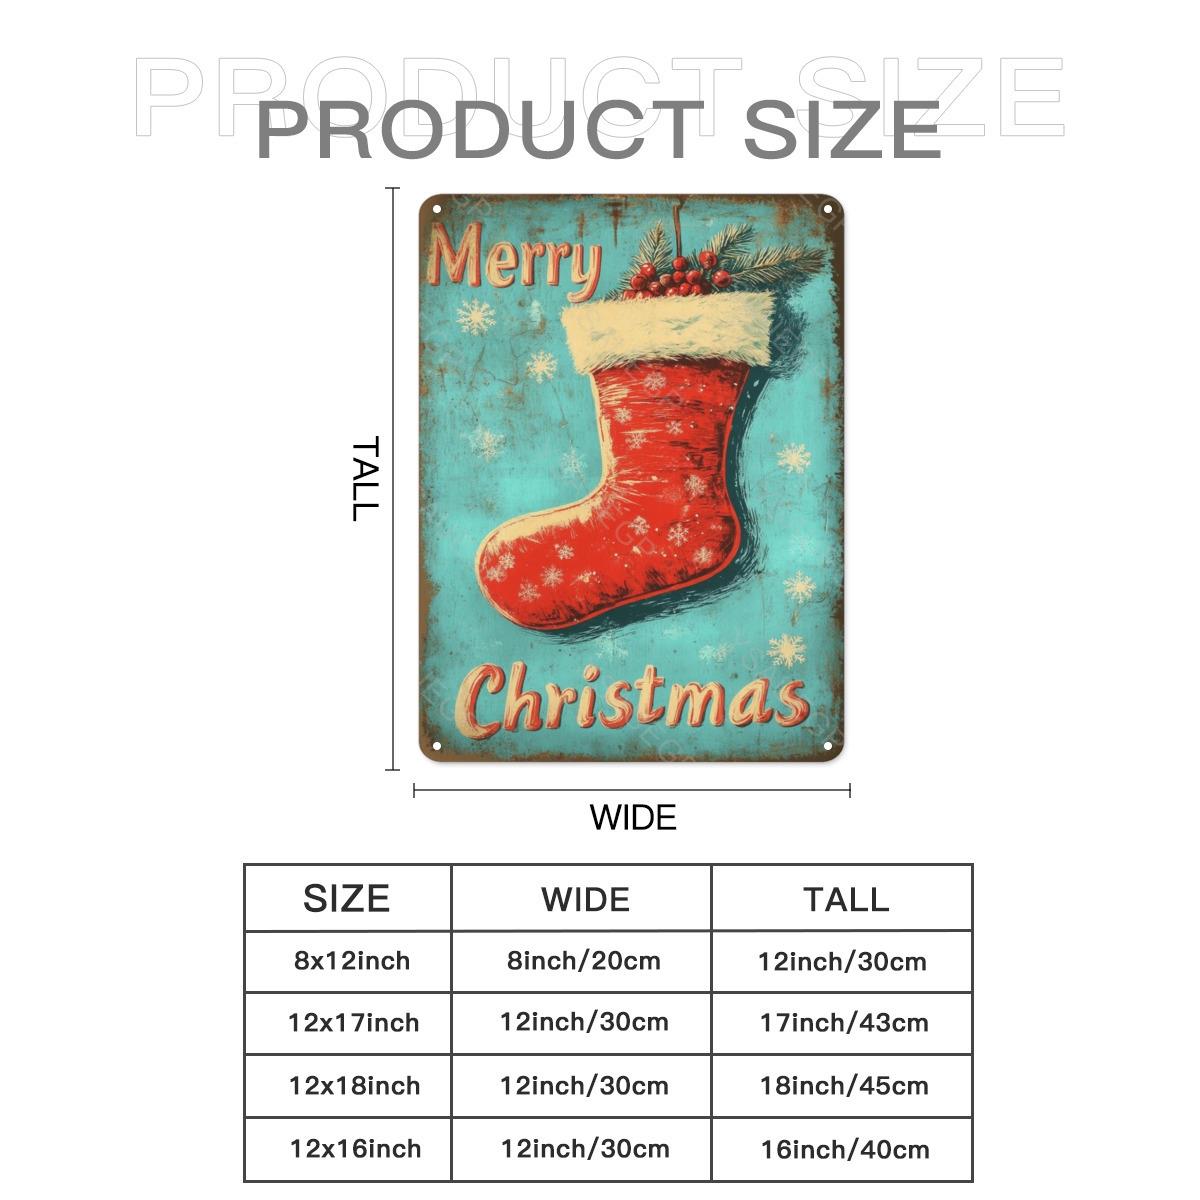 PRODUCT SIZE
PRODUCT SIZE
Merry
Christmas
TALL
WIDE
SIZE WIDE TALL
8x12inch 8inch/20cm 12inch/30cm
12x17inch 12inch/30cm 17inch/43cm
12x18inch 12inch/30cm 18inch/45cm
12x16inch 12inch/30cm 16inch/40cm